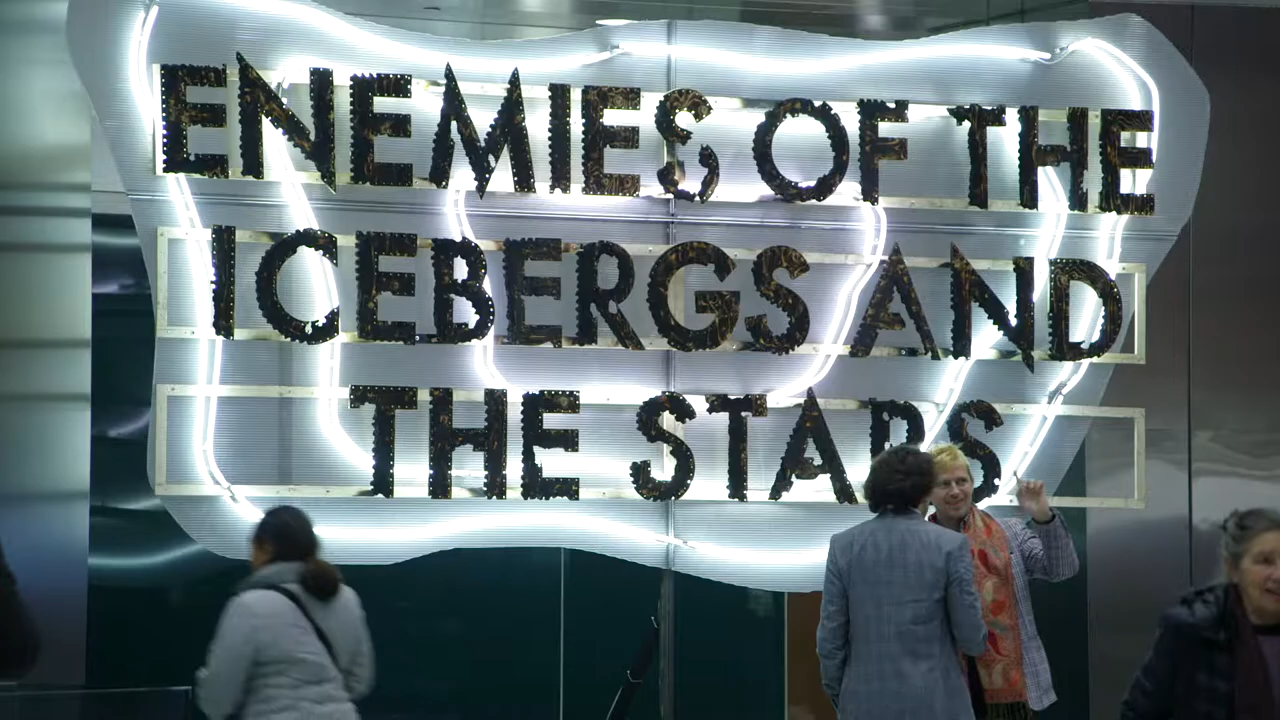 ENEMIES OF THE
ICEBERGS AND
THE STARS